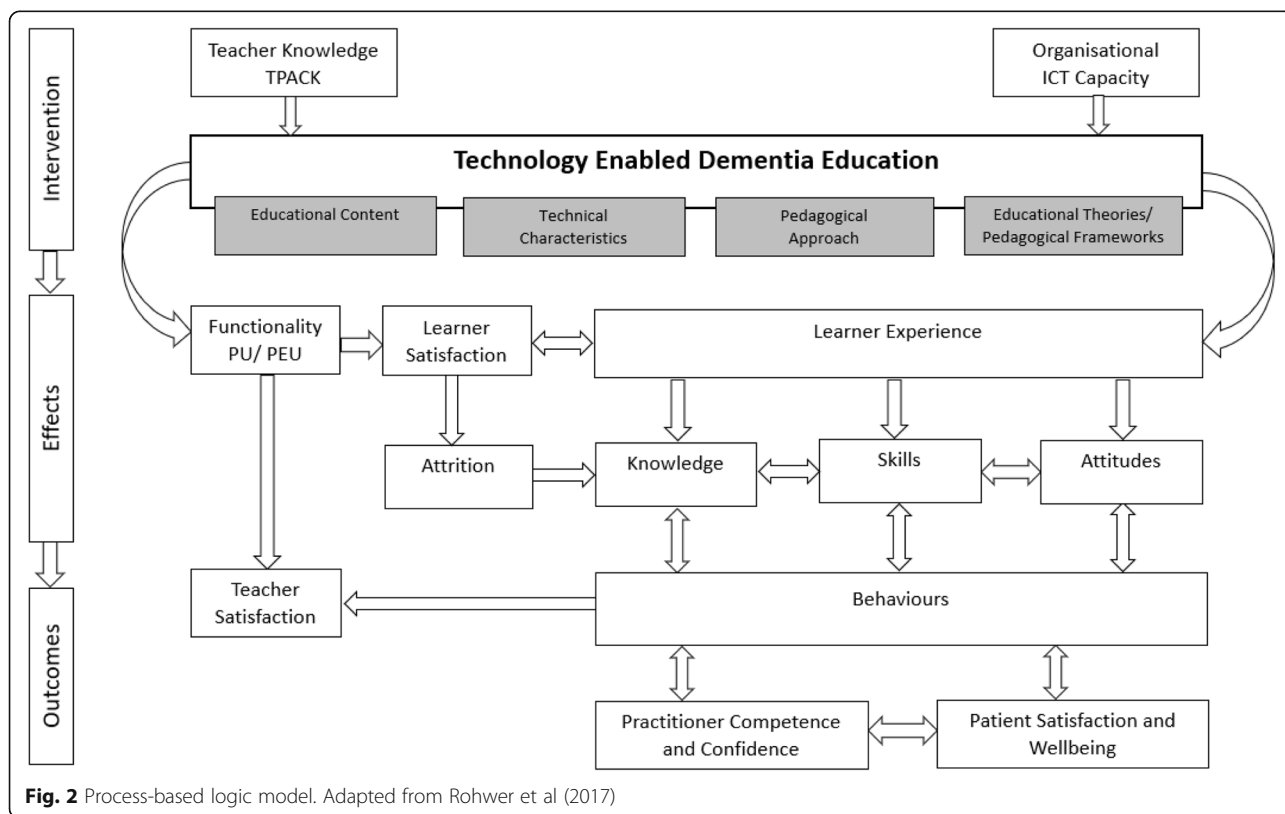 Intervention
Effects
Outcomes
Teacher Knowledge
TPACK
Organisational
ICT Capacity
Technology Enabled Dementia Education
Educational Content
Technical
Characteristics
Pedagogical
Approach
Educational Theories/
Pedagogical Frameworks
Functionality
PU/ PEU
Learner
Satisfaction
Learner Experience
Attrition
Knowledge
Skills
Attitudes
Teacher
Satisfaction
Behaviours
Practitioner Competence
and Confidence
Patient Satisfaction and
Wellbeing
Fig. 2 Process-based logic model. Adapted from Rohwer et al (2017)